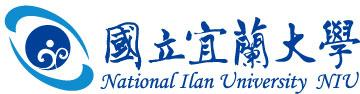 國立宜蘭大學
National Ilan University NIU